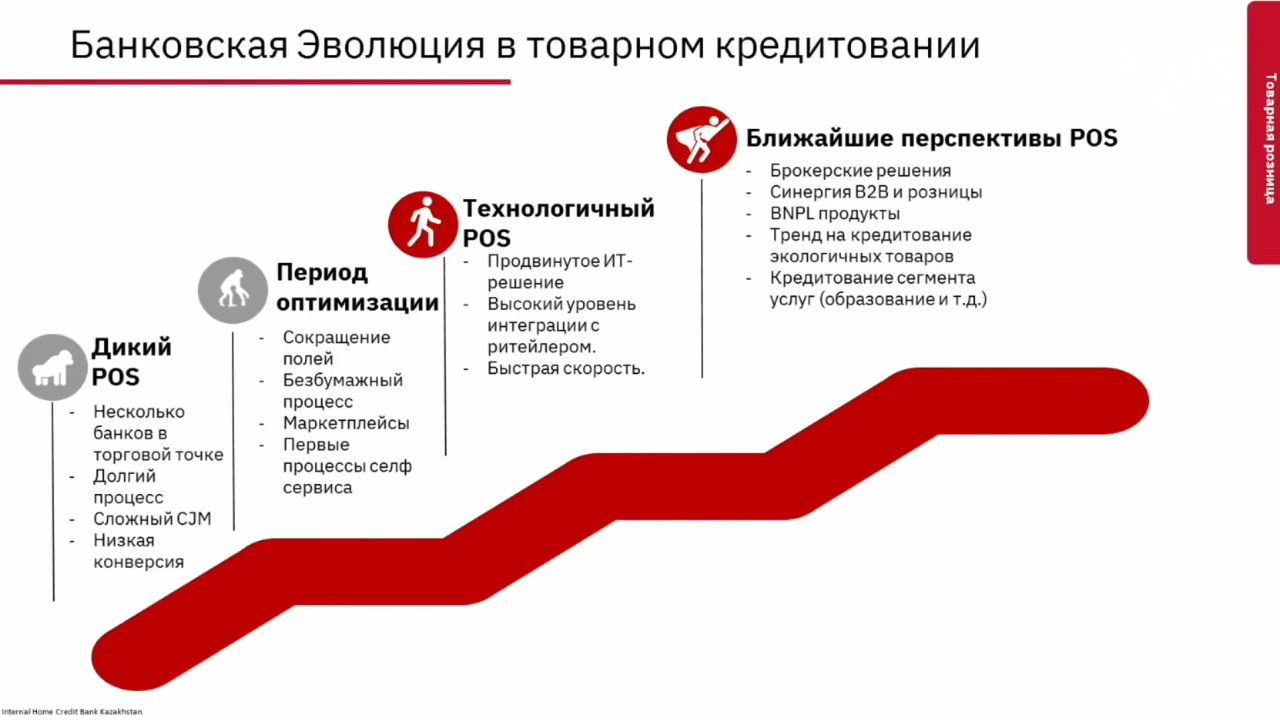 Банковская Эволюция в товарном кредитовании
Товарная розница
Дикий
POS
- Несколько
банков в
торговой точке
- Долгий
процесс
- Сложный CJM
- Низкая
конверсия
Период
оптимизации
- Сокращение
полей
- Безбумажный
процесс
- Маркетплейсы
- Первые
процессы селф
сервиса
Технологичный
POS
- Продвинутое ИТ-
решение
- Высокий уровень
интеграции с
ритейлером.
- Быстрая скорость.
Ближайшие перспективы POS
- Брокерские решения
- Синергия B2B и розницы
- BNPL продукты
- Тренд на кредитование
экологичных товаров
- Кредитование сегмента
услуг (образование и т.д.)
Internal Home Credit Bank Kazakhstan